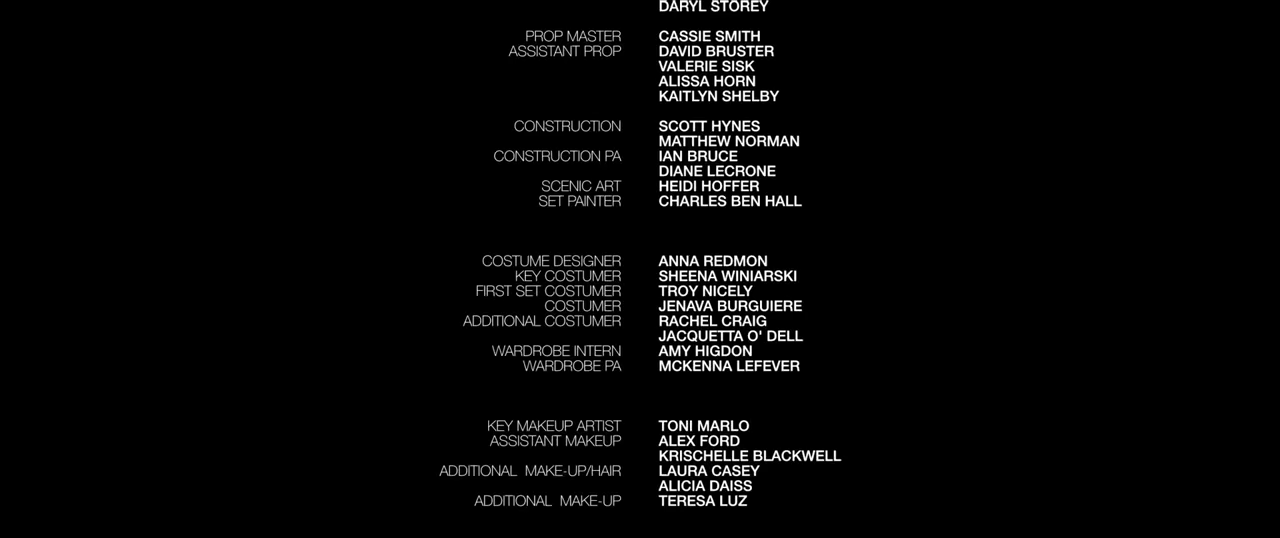 DARYL STOREY
PROP MASTER CASSIE SMITH
ASSISTANT PROP DAVID BRUSTER
VALERIE SISK
ALISSA HORN
KAITLYN SHELBY
CONSTRUCTION SCOTT HYNES
MATTHEW NORMAN
CONSTRUCTION PA IAN BRUCE
DIANE LECRONE
SCENIC ART HEIDI HOFFER
SET PAINTER CHARLES BEN HALL
COSTUME DESIGNER ANNA REDMON
KEY COSTUMER SHEENA WINIARSKI
FIRST SET COSTUMER TROY NICELY
COSTUMER JENAVA BURGUIERE
ADDITIONAL COSTUMER RACHEL CRAIG
JACQUETTA O' DELL
WARDROBE INTERN AMY HIGDON
WARDROBE PA MCKENNA LEFEVER
KEY MAKEUP ARTIST TONI MARLO
ASSISTANT MAKEUP ALEX FORD
KRISCHELLE BLACKWELL
ADDITIONAL MAKE-UP/HAIR LAURA CASEY
ALICIA DAISS
ADDITIONAL MAKE-UP TERESA LUZ